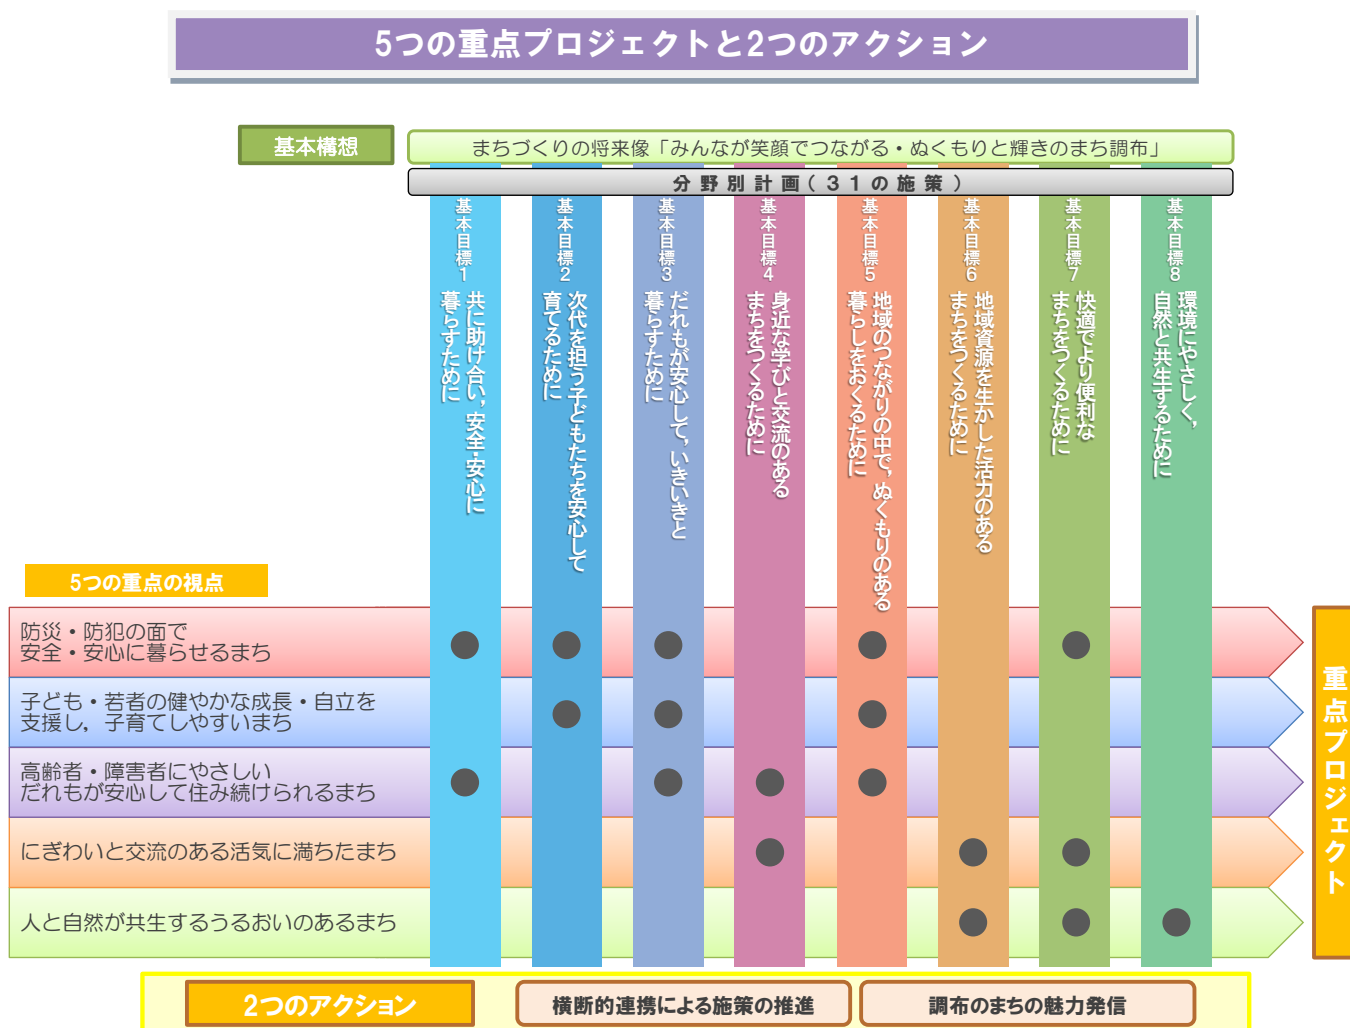 5つの重点プロジェクトと2つのアクション
基本構想
まちづくりの将来像「みんなが笑顔でつながる・ぬくもりと輝きのまち調布」
分野別計画(31の施策)
基本目標1
共に助け合い,安全・安心に
暮らすために
基本目標2
次代を担う子どもたちを安心して
育てるために
基本目標3
だれもが安心して,いきいきと
暮らすために
基本目標4
身近な学びと交流のある
まちをつくるために
基本目標5
地域のつながりの中で,ぬくもりのある
暮らしをおくるために
基本目標6
地域資源を生かした活力のある
まちをつくるために
基本目標7
快適でより便利な
まちをつくるために
基本目標8
環境にやさしく,
自然と共生するために
5つの重点の視点
防災・防犯の面で
安全・安心に暮らせるまち
子ども・若者の健やかな成長・自立を
支援し,子育てしやすいまち
高齢者・障害者にやさしい
だれもが安心して住み続けられるまち
にぎわいと交流のある活気に満ちたまち
人と自然が共生するうるおいのあるまち
重点プロジェクト
2つのアクション
横断的連携による施策の推進
調布のまちの魅力発信